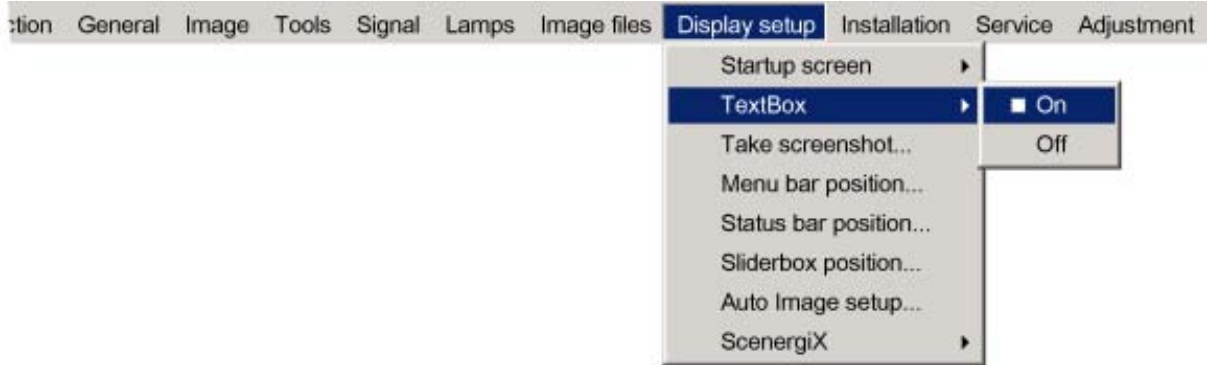 ction General Image Tools Signal Lamps Image files Display setup Installation Service Adjustment
Startup screen
TextBox
On
Take screenshot...
Off
Menu bar position...
Status bar position...
Sliderbox position...
Auto Image setup...
ScenergiX